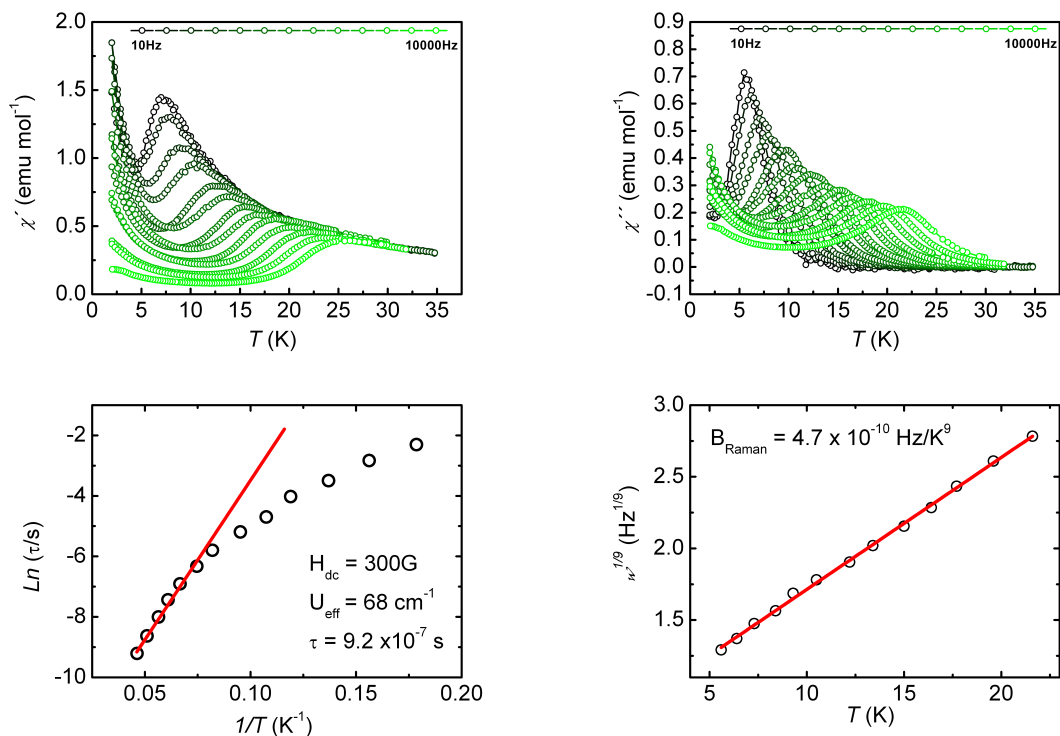 2.0
1.5
1.0
0.5
0.0
10Hz
10000Hz
χ´ (emu mol⁻¹)
0 5 10 15 20 25 30 35
T (K)
0.9
0.8
0.7
0.6
0.5
0.4
0.3
0.2
0.1
0.0
-0.1
10Hz
10000Hz
χ´´ (emu mol⁻¹)
0 5 10 15 20 25 30 35
T (K)
-2
-4
-6
-8
-10
Ln (τ/s)
H_dc = 300G
U_eff = 68 cm⁻¹
τ = 9.2 x10⁻⁷ s
0.05 0.10 0.15 0.20
1/T (K⁻¹)
3.0
2.5
2.0
1.5
B_Raman = 4.7 x 10⁻¹⁰ Hz/K⁹
(Hz^1/9)
5 10 15 20
T (K)